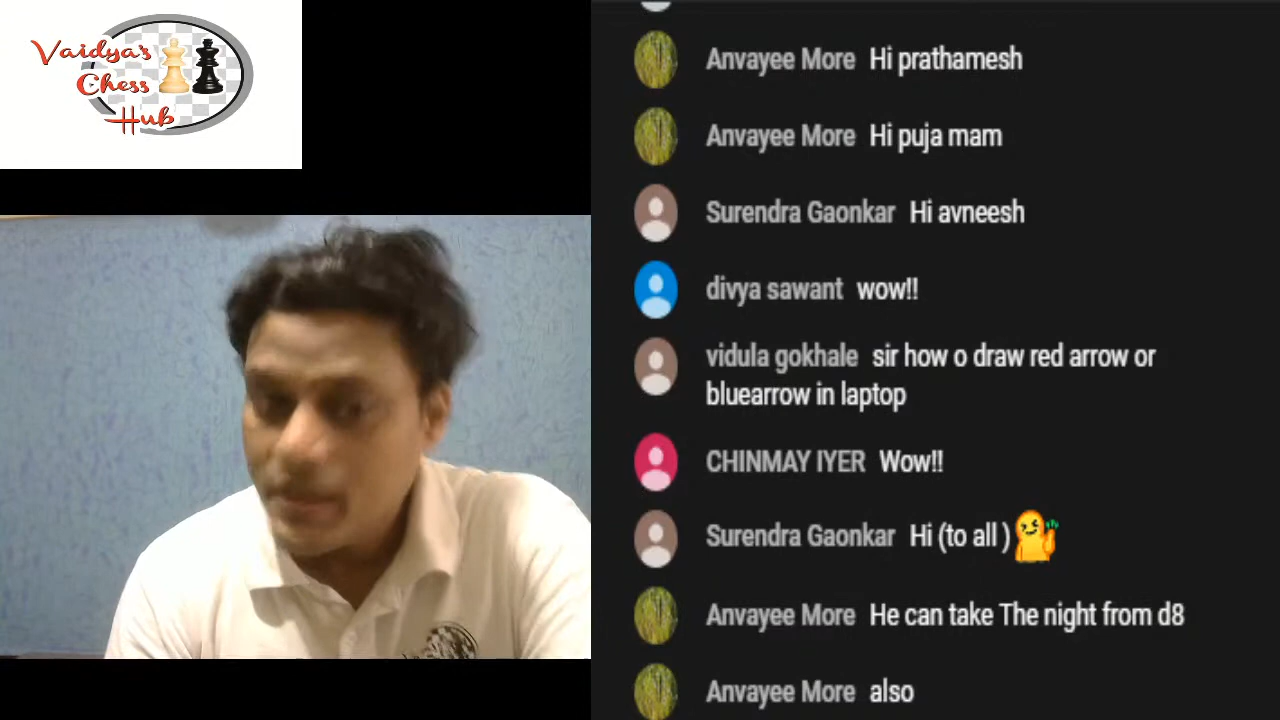 Vaidya's
Chess
Hub
Anvayee More Hi prathamesh
Anvayee More Hi puja mam
Surendra Gaonkar Hi avneesh
divya sawant wow!!
vidula gokhale sir how o draw red arrow or
bluearrow in laptop
CHINMAY IYER Wow!!
Surendra Gaonkar Hi (to all )
Anvayee More He can take The night from d8
Anvayee More also